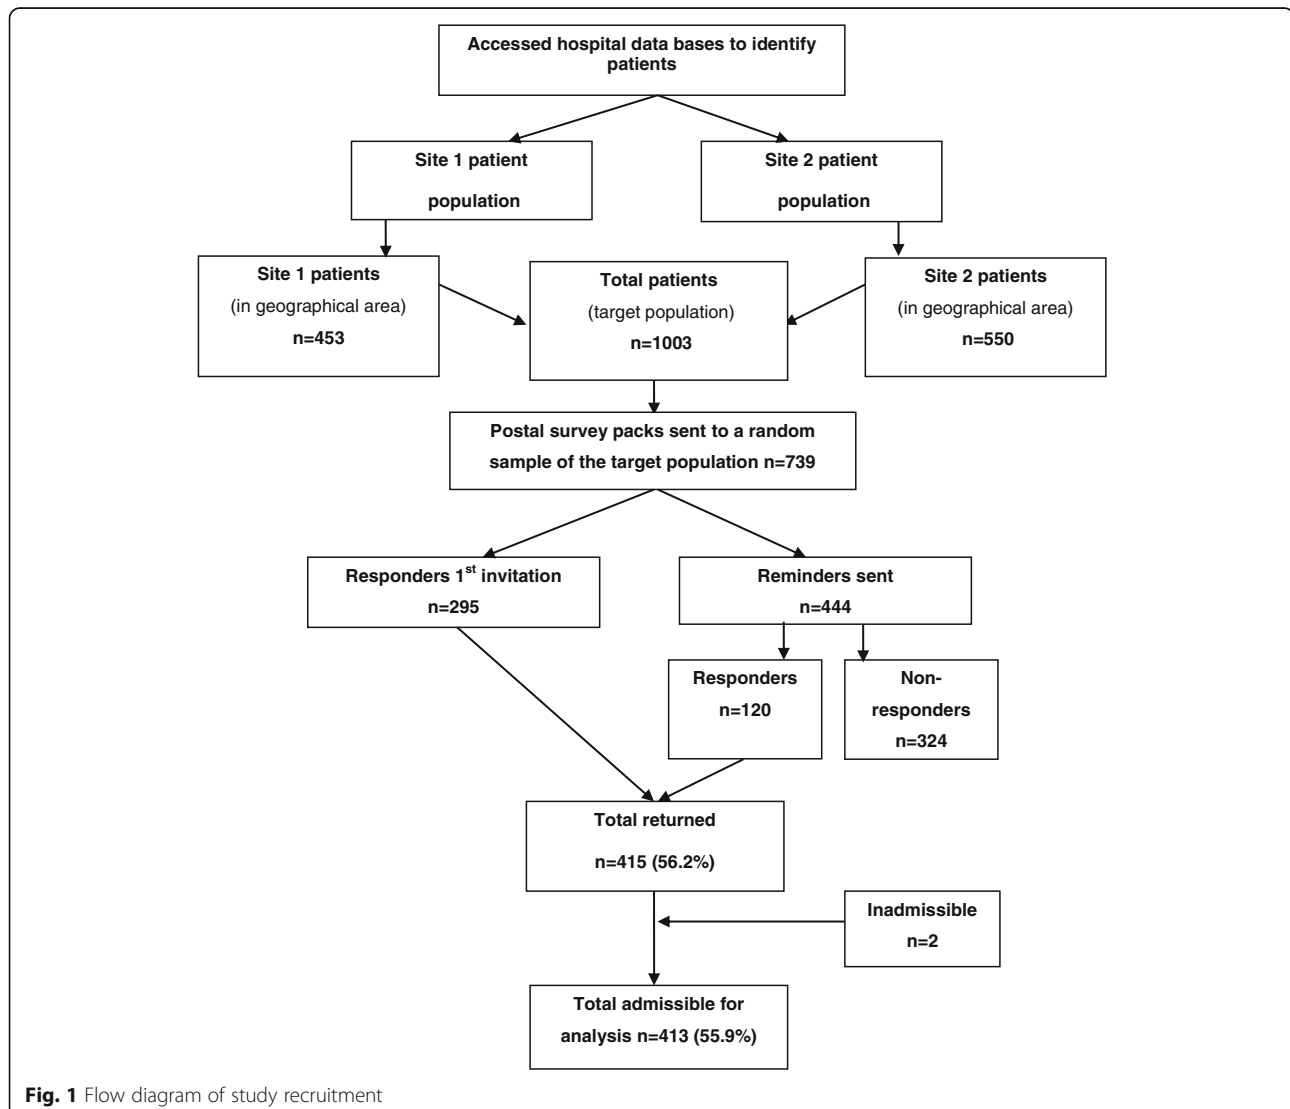 Accessed hospital data bases to identify
patients
Site 1 patient
population
Site 2 patient
population
Site 1 patients
(in geographical area)
n=453
Total patients
(target population)
n=1003
Site 2 patients
(in geographical area)
n=550
Postal survey packs sent to a random
sample of the target population n=739
Responders 1st invitation
n=295
Reminders sent
n=444
Responders
n=120
Non-
responders
n=324
Total returned
n=415 (56.2%)
Inadmissible
n=2
Total admissible for
analysis n=413 (55.9%)
Fig. 1 Flow diagram of study recruitment